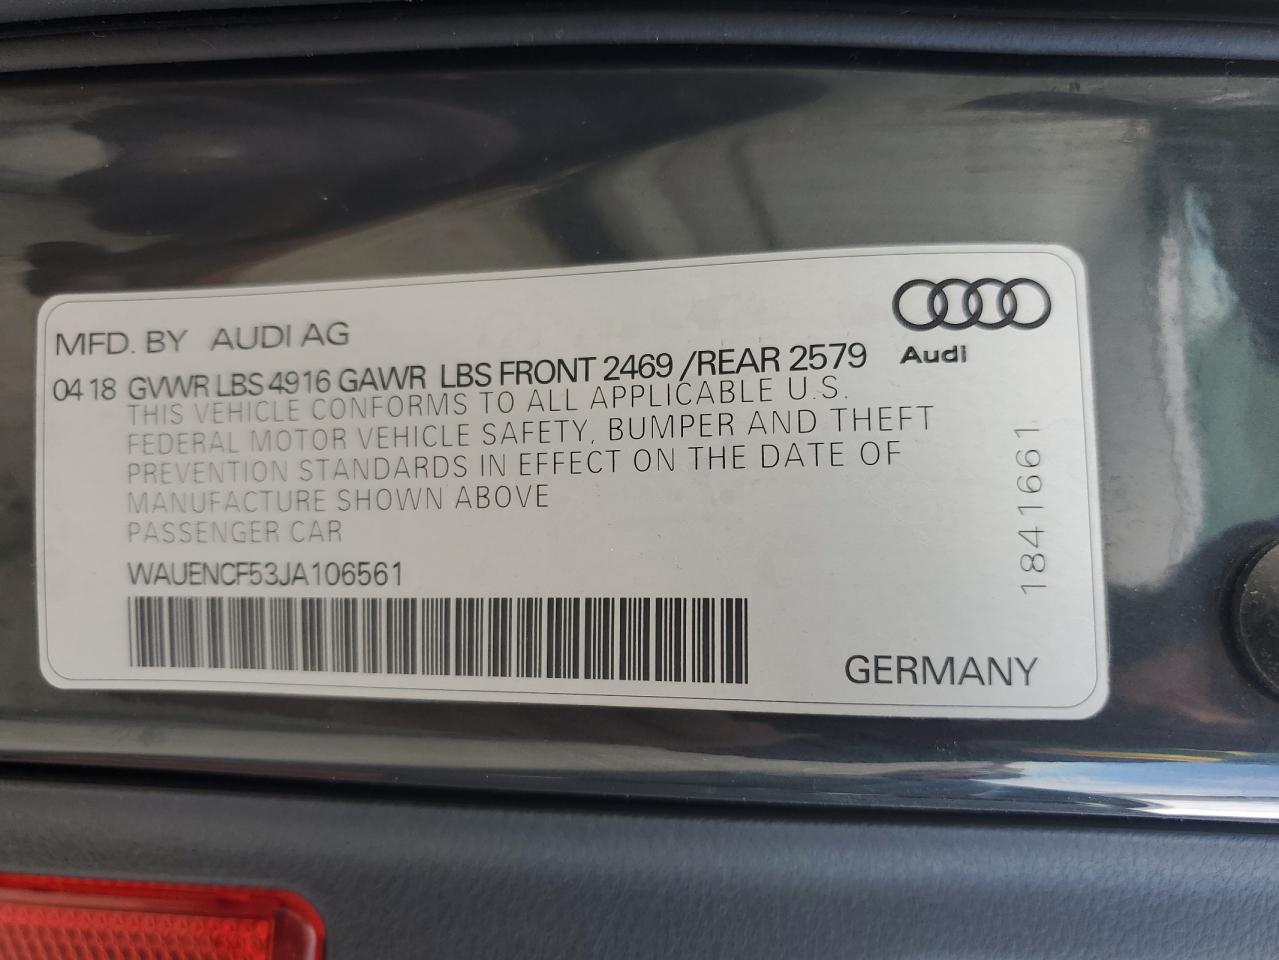 MFD. BY AUDI AG
Audi
04 18 GVWR LBS 4916 GAWR LBS FRONT 2469 /REAR 2579
THIS VEHICLE CONFORMS TO ALL APPLICABLE U.S.
FEDERAL MOTOR VEHICLE SAFETY, BUMPER AND THEFT
PREVENTION STANDARDS IN EFFECT ON THE DATE OF
MANUFACTURE SHOWN ABOVE
PASSENGER CAR
WAUENCF53JA106561
1841661
GERMANY